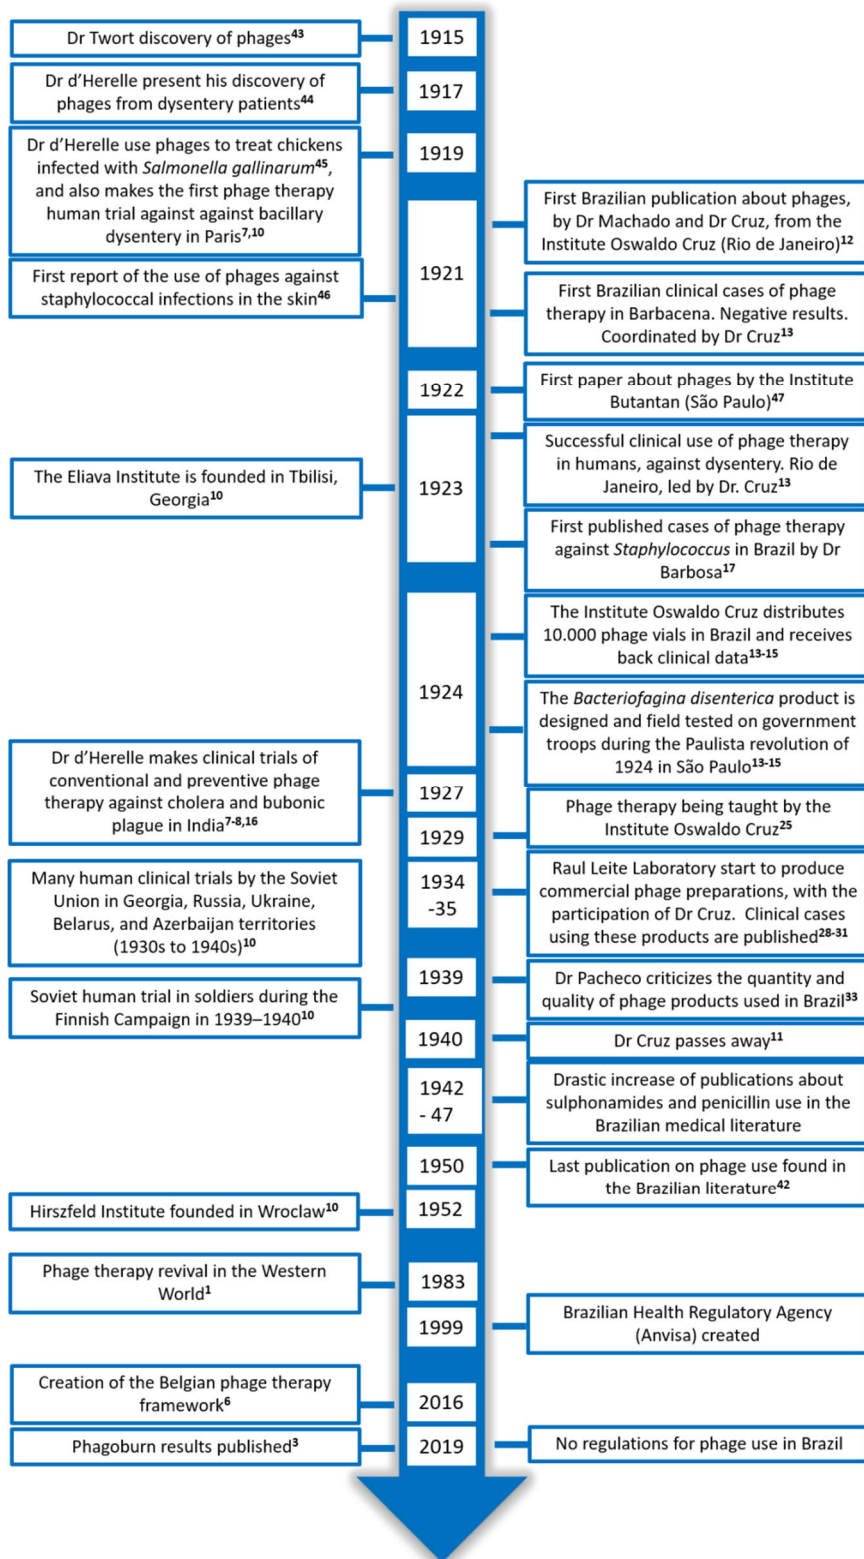 1915
Dr Twort discovery of phages43
1917
Dr d’Herelle present his discovery of
phages from dysentery patients44
1919
Dr d’Herelle use phages to treat chickens
infected with Salmonella gallinarum45,
and also makes the first phage therapy
human trial against against bacillary
dysentery in Paris7,10
1921
First report of the use of phages against
staphylococcal infections in the skin46
First Brazilian publication about phages,
by Dr Machado and Dr Cruz, from the
Institute Oswaldo Cruz (Rio de Janeiro)12
First Brazilian clinical cases of phage
therapy in Barbacena. Negative results.
Coordinated by Dr Cruz13
1922
First paper about phages by the Institute
Butantan (São Paulo)47
1923
The Eliava Institute is founded in Tbilisi,
Georgia10
Successful clinical use of phage therapy
in humans, against dysentery. Rio de
Janeiro, led by Dr. Cruz13
First published cases of phage therapy
against Staphylococcus in Brazil by Dr
Barbosa17
1924
The Institute Oswaldo Cruz distributes
10.000 phage vials in Brazil and receives
back clinical data13-15
The Bacteriofagina disenterica product is
designed and field tested on government
troops during the Paulista revolution of
1924 in São Paulo13-15
1927
Dr d’Herelle makes clinical trials of
conventional and preventive phage
therapy against cholera and bubonic
plague in India7-8,16
1929
Phage therapy being taught by the
Institute Oswaldo Cruz25
1934
-35
Many human clinical trials by the Soviet
Union in Georgia, Russia, Ukraine,
Belarus, and Azerbaijan territories
(1930s to 1940s)10
Raul Leite Laboratory start to produce
commercial phage preparations, with the
participation of Dr Cruz. Clinical cases
using these products are published28-31
1939
Soviet human trial in soldiers during the
Finnish Campaign in 1939–194010
Dr Pacheco criticizes the quantity and
quality of phage products used in Brazil33
1940
Dr Cruz passes away11
1942
- 47
Drastic increase of publications about
sulphonamides and penicillin use in the
Brazilian medical literature
1950
Last publication on phage use found in
the Brazilian literature42
1952
Hirszfeld Institute founded in Wroclaw10
1983
Phage therapy revival in the Western
World1
1999
Brazilian Health Regulatory Agency
(Anvisa) created
2016
Creation of the Belgian phage therapy
framework6
2019
Phagoburn results published3
No regulations for phage use in Brazil